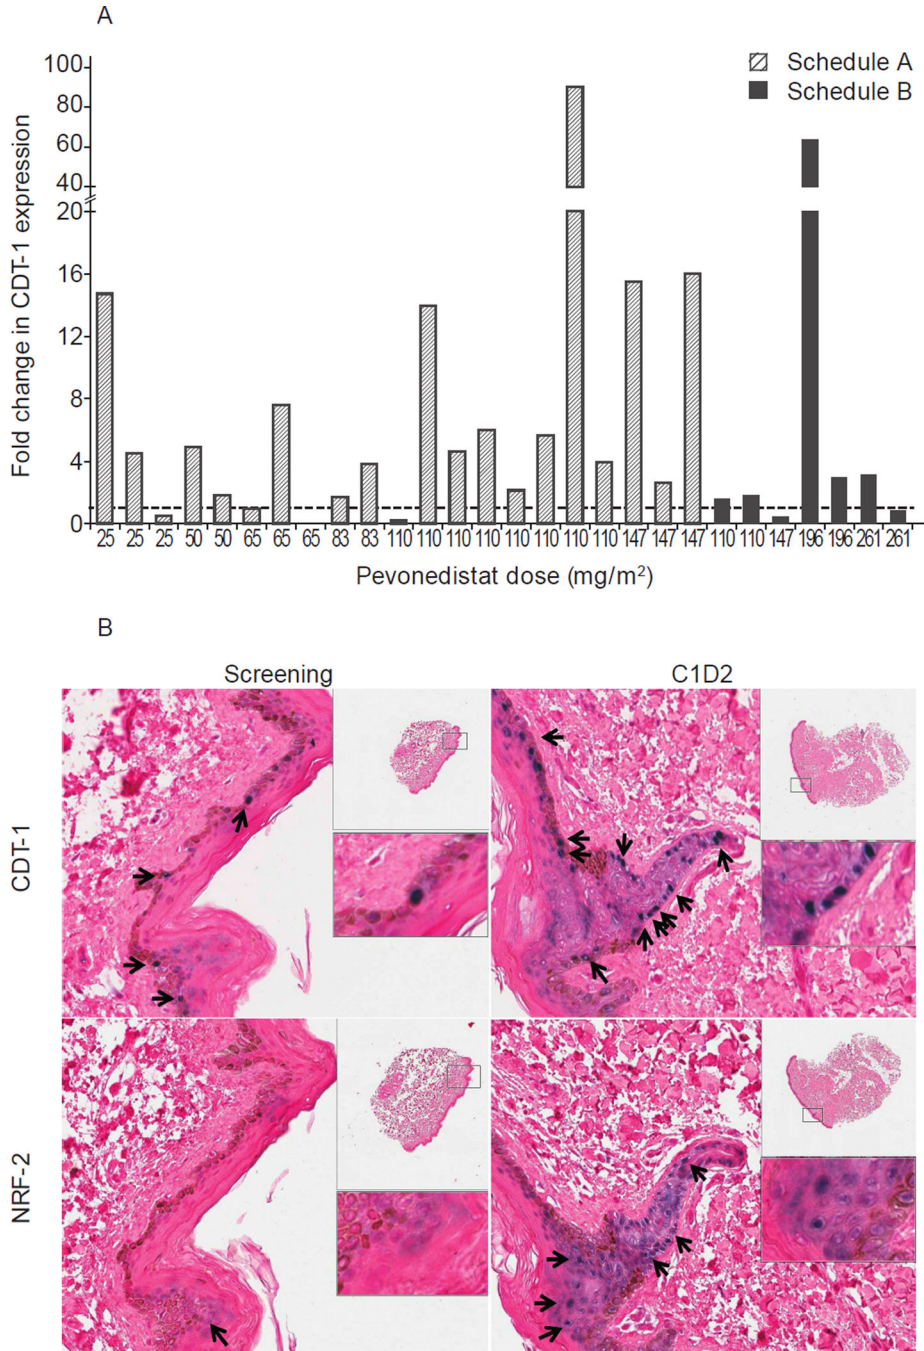 A
Schedule A
Schedule B
Fold change in CDT-1 expression
100
80
60
40
20
16
12
8
4
0
25 25 25 50 50 65 65 65 83 83 110 110 110 110 110 110 110 110 147 147 147 110 110 147 196 196 261 261
Pevonedistat dose (mg/m²)
B
Screening C1D2
CDT-1
NRF-2